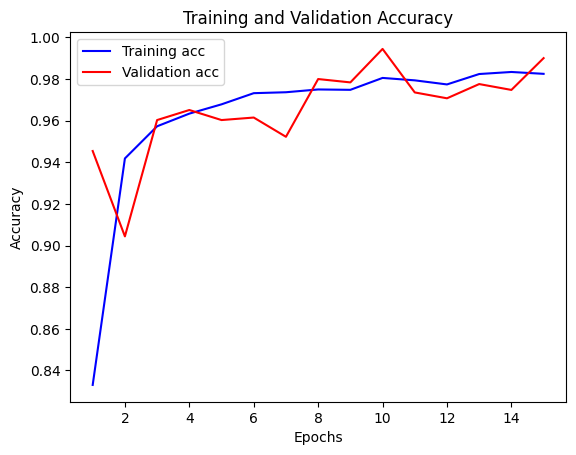 Training and Validation Accuracy
Training acc
Validation acc
1.00
0.98
0.96
0.94
0.92
0.90
0.88
0.86
0.84
Accuracy
2 4 6 8 10 12 14
Epochs